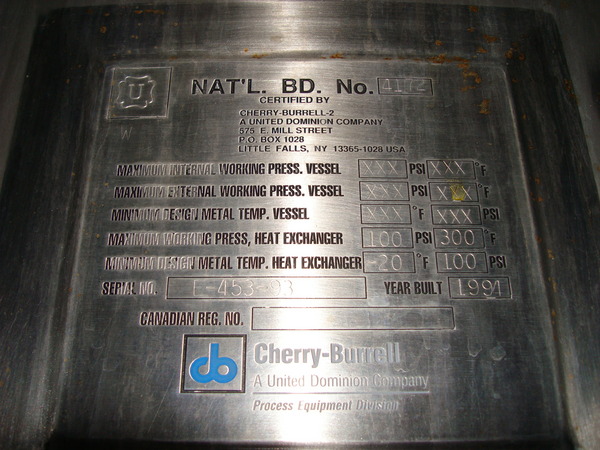 U
W
NAT'L. BD. No. 1172
CERTIFIED BY
CHERRY-BURRELL-2
A UNITED DOMINION COMPANY
575 E. MILL STREET
P.O. BOX 1028
LITTLE FALLS, NY 13365-1028 USA
MAXIMUM INTERNAL WORKING PRESS. VESSEL XXX PSI XXX °F
MAXIMUM EXTERNAL WORKING PRESS. VESSEL XXX PSI XXX °F
MINIMUM DESIGN METAL TEMP. VESSEL XXX °F XXX PSI
MAXIMUM WORKING PRESS, HEAT EXCHANGER 100 PSI 300 °F
MINIMUM DESIGN METAL TEMP. HEAT EXCHANGER -20 °F 100 PSI
SERIAL NO. E-453-93 YEAR BUILT 1994
CANADIAN REG. NO.
cb Cherry-Burrell
A United Dominion Company
Process Equipment Division